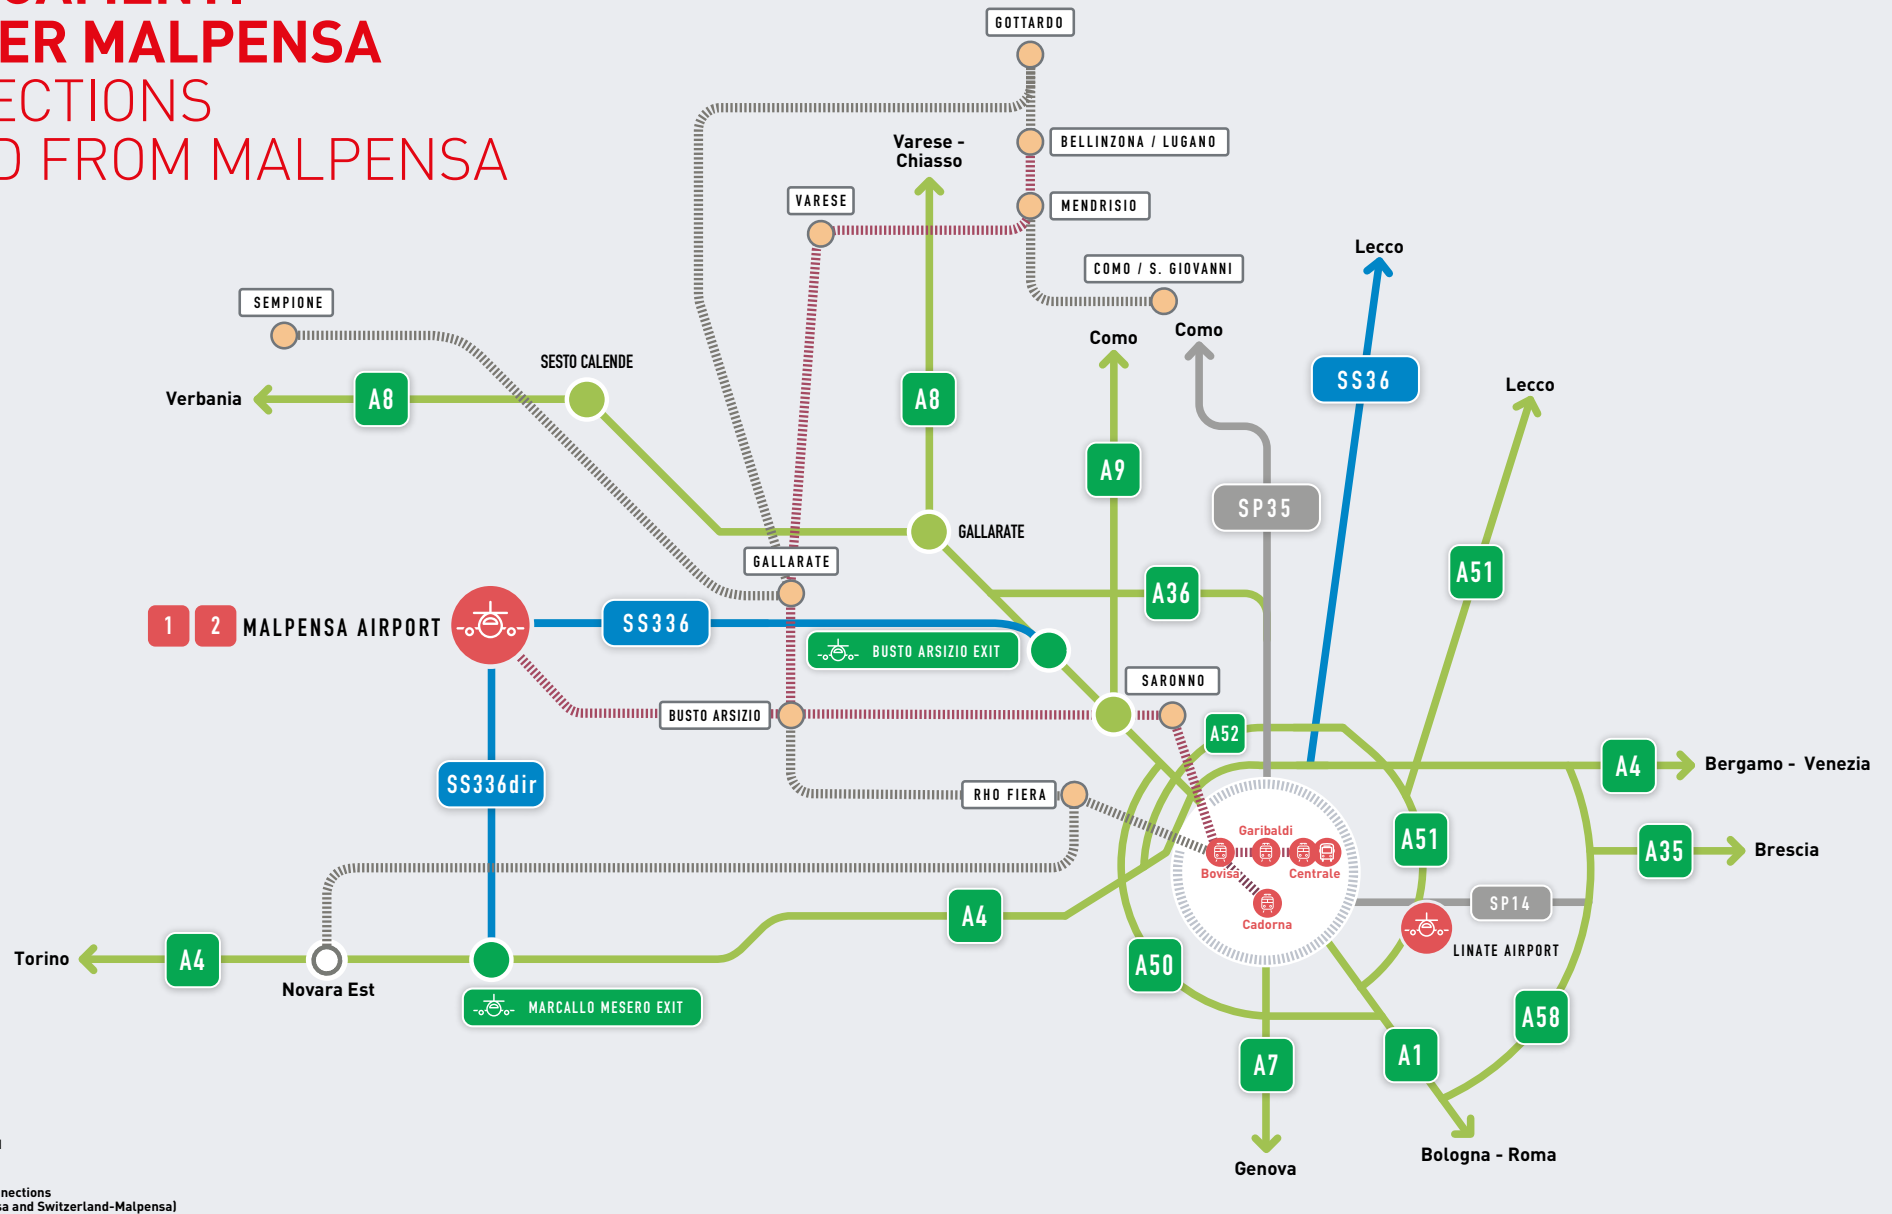 ER MALPENSA
ECTIONS
FROM MALPENSA
GOTTARDO
Varese -
Chiasso
BELLINZONA / LUGANO
VARESE
MENDRISIO
Lecco
COMO / S. GIOVANNI
SEMPIONE
Como
Como
SESTO CALENDE
SS36
Lecco
Verbania
A8
A8
A9
SP35
GALLARATE
GALLARATE
A51
A36
1 2 MALPENSA AIRPORT
SS336
BUSTO ARSIZIO EXIT
SARONNO
BUSTO ARSIZIO
A52
A4
Bergamo - Venezia
SS336dir
RHO FIERA
Garibaldi
A51
A35
Brescia
Bovisa
Centrale
SP14
A4
Cadorna
LINATE AIRPORT
Torino
A4
A50
Novara Est
MARCALLO MESERO EXIT
A58
A7
A1
Genova
Bologna - Roma
nections
sa and Switzerland-Malpensa)